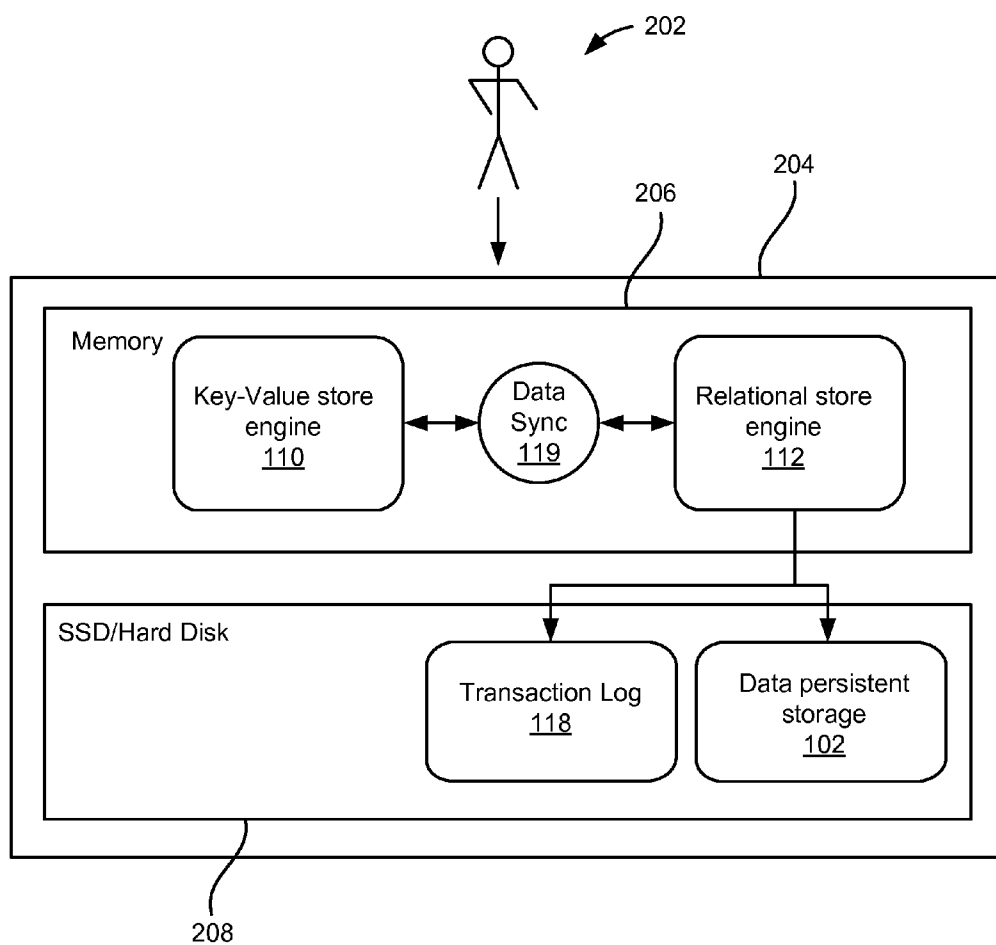 202
204
206
Memory
Key-Value store
engine
110
Data
Sync
119
Relational store
engine
112
SSD/Hard Disk
Transaction Log
118
Data persistent
storage
102
208